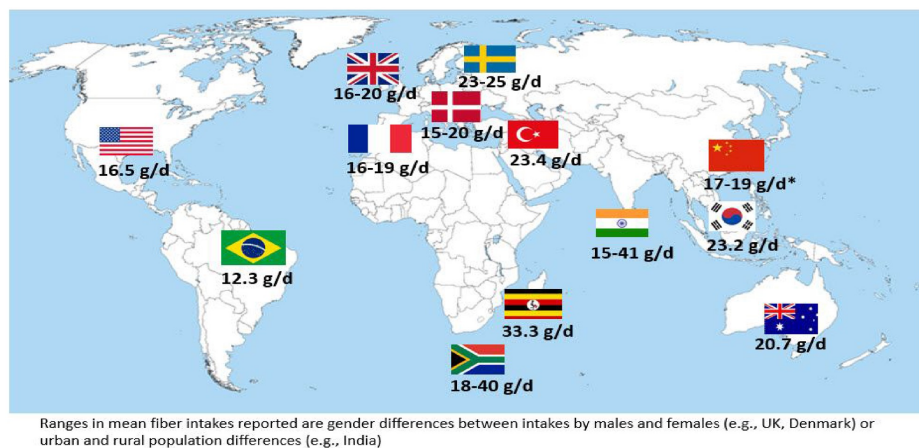 16-20 g/d
23-25 g/d
16.5 g/d
16-19 g/d
15-20 g/d
23.4 g/d
17-19 g/d*
12.3 g/d
15-41 g/d
23.2 g/d
33.3 g/d
20.7 g/d
18-40 g/d
Ranges in mean fiber intakes reported are gender differences between intakes by males and females (e.g., UK, Denmark) or
urban and rural population differences (e.g., India)